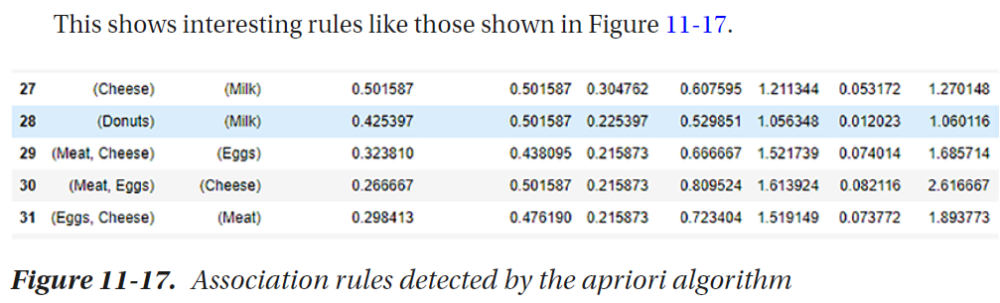 This shows interesting rules like those shown in Figure 11-17.
27 (Cheese) (Milk) 0.501587 0.501587 0.304762 0.607595 1.211344 0.053172 1.270148
28 (Donuts) (Milk) 0.425397 0.501587 0.225397 0.529851 1.056348 0.012023 1.060116
29 (Meat, Cheese) (Eggs) 0.323810 0.438095 0.215873 0.666667 1.521739 0.074014 1.685714
30 (Meat, Eggs) (Cheese) 0.266667 0.501587 0.215873 0.809524 1.613924 0.082116 2.616667
31 (Eggs, Cheese) (Meat) 0.298413 0.476190 0.215873 0.723404 1.519149 0.073772 1.893773
Figure 11-17. Association rules detected by the apriori algorithm